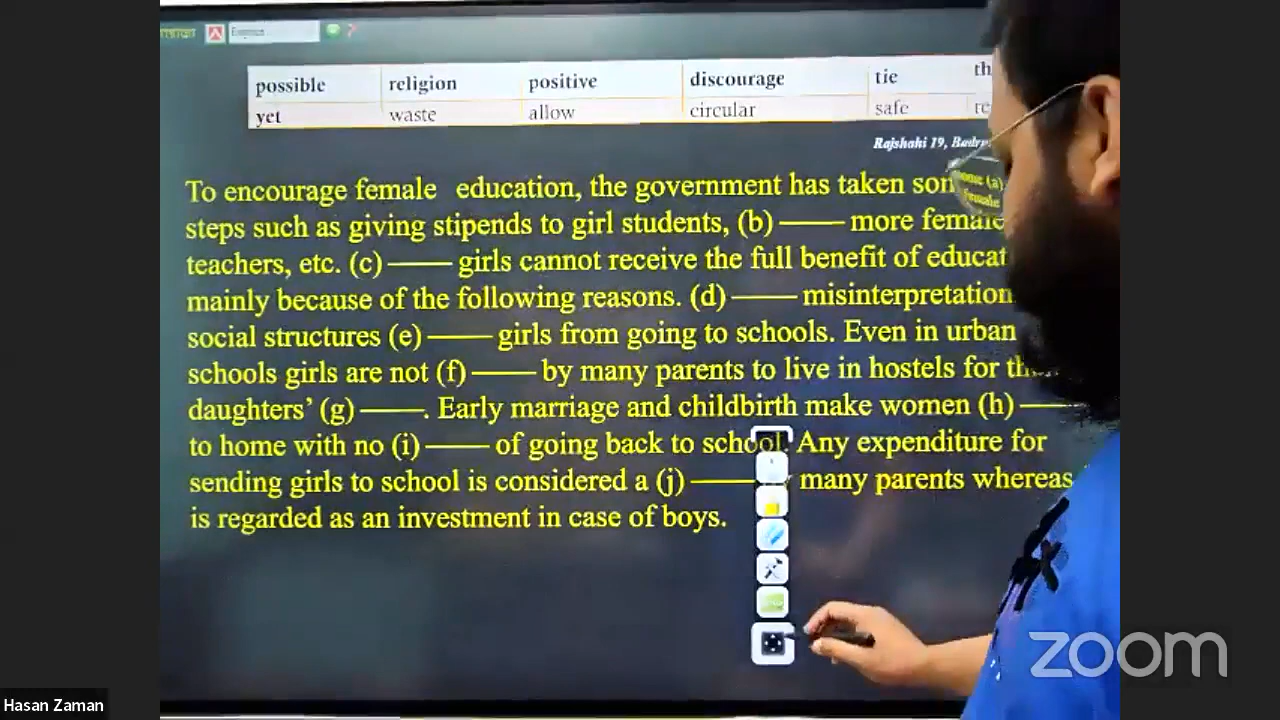 possible religion positive discourage tie th
yet waste allow circular safe re
Rajshahi 19,
To encourage female education, the government has taken
steps such as giving stipends to girl students, (b) —— more female
teachers, etc. (c) —— girls cannot receive the full benefit of educat
mainly because of the following reasons. (d) —— misinterpretation
social structures (e) —— girls from going to schools. Even in urban
schools girls are not (f) —— by many parents to live in hostels for
daughters’ (g) ——. Early marriage and childbirth make women (h) ——
to home with no (i) —— of going back to school. Any expenditure for
sending girls to school is considered a (j) —— many parents whereas
is regarded as an investment in case of boys.
zoom
Hasan Zaman